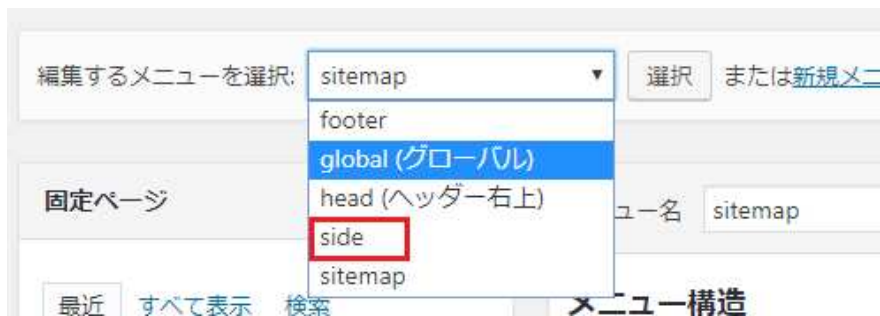 編集するメニューを選択: sitemap ▼ 選択 または新規メニ
footer
global (グローバル)
固定ページ head (ヘッダー右上) ュー名 sitemap
side
sitemap
最近 すべて表示 検索 メニュー構造